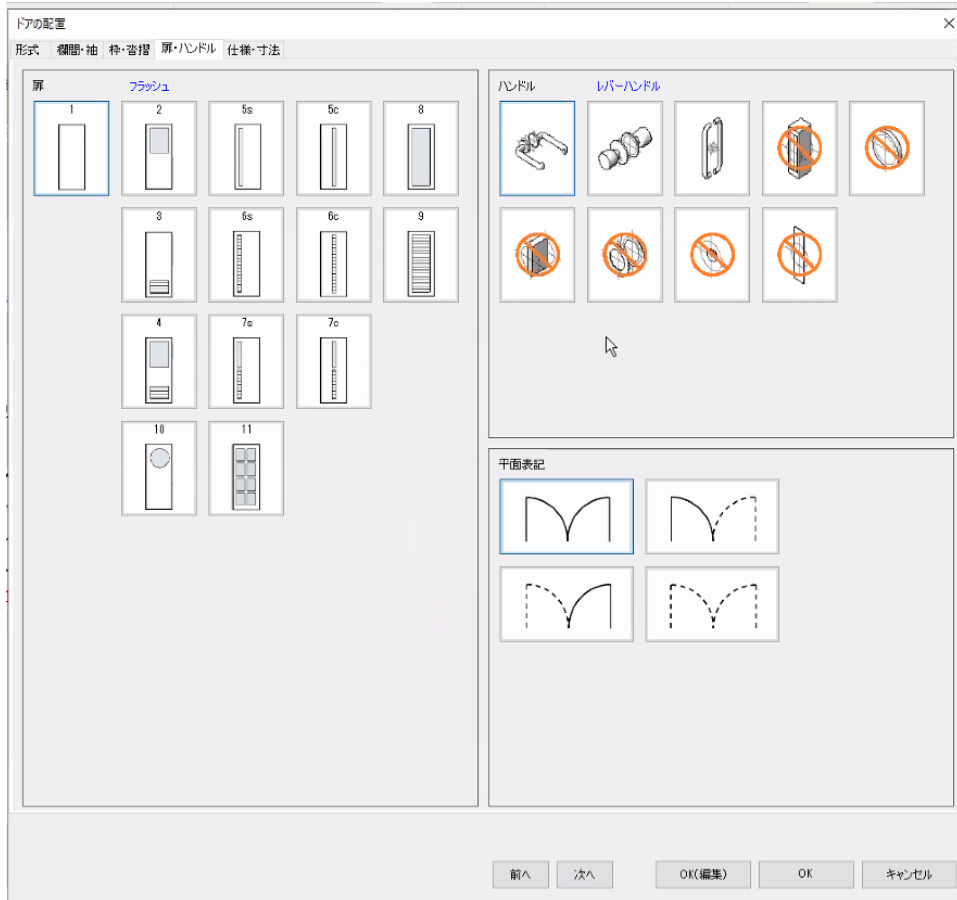 ドアの配置
形式 欄間・袖 枠・沓摺 扉・ハンドル 仕様・寸法
扉 フラッシュ
1 2 5s 5c 8
3 6s 6c 9
4 7s 7c
10 11
ハンドル レバーハンドル
平面表記
前へ 次へ OK(編集) OK キャンセル